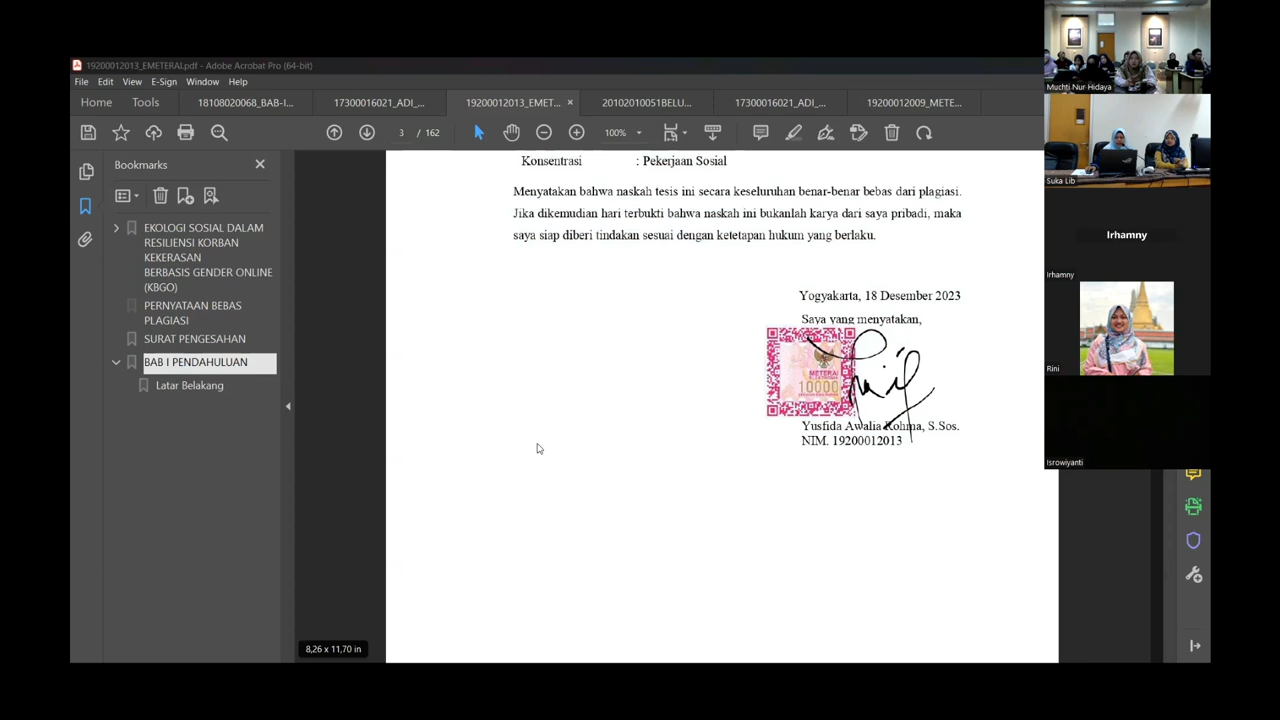 19200012013_EMETERAI.pdf - Adobe Acrobat Pro (64-bit)
File Edit View E-Sign Window Help
Home Tools 18108020068_BAB-I... 17300016021_ADI_... 19200012013_EMET... × 20102010051BELU... 17300016021_ADI_... 19200012009_METE...
3 / 162 100%
Bookmarks
EKOLOGI SOSIAL DALAM
RESILIENSI KORBAN
KEKERASAN
BERBASIS GENDER ONLINE
(KBGO)
PERNYATAAN BEBAS
PLAGIASI
SURAT PENGESAHAN
BAB I PENDAHULUAN
Latar Belakang
Konsentrasi : Pekerjaan Sosial
Menyatakan bahwa naskah tesis ini secara keseluruhan benar-benar bebas dari plagiasi.
Jika dikemudian hari terbukti bahwa naskah ini bukanlah karya dari saya pribadi, maka
saya siap diberi tindakan sesuai dengan ketetapan hukum yang berlaku.
Yogyakarta, 18 Desember 2023
Saya yang menyatakan,
METERAI
10000
Yusfida Awalia Rohma, S.Sos.
NIM. 19200012013
8,26 x 11,70 in
Muchti Nur Hidaya
Suka Lib
Irhamny
Irhamny
Rini
Isrowiyanti